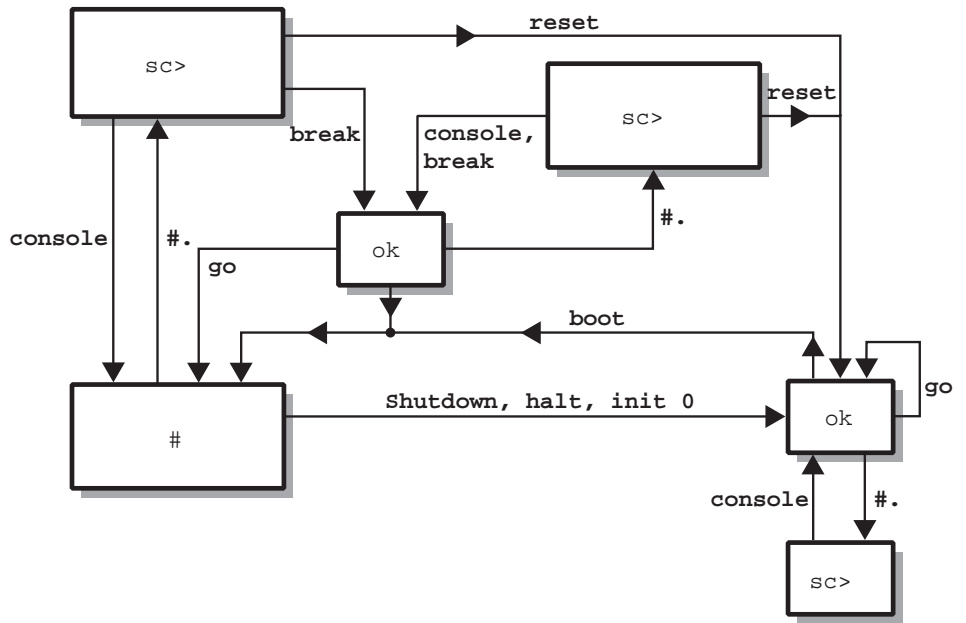 reset
sc>
reset
sc>
break
console,
break
#.
console
#.
ok
go
boot
Shutdown, halt, init 0
go
ok
#
console
#.
sc>